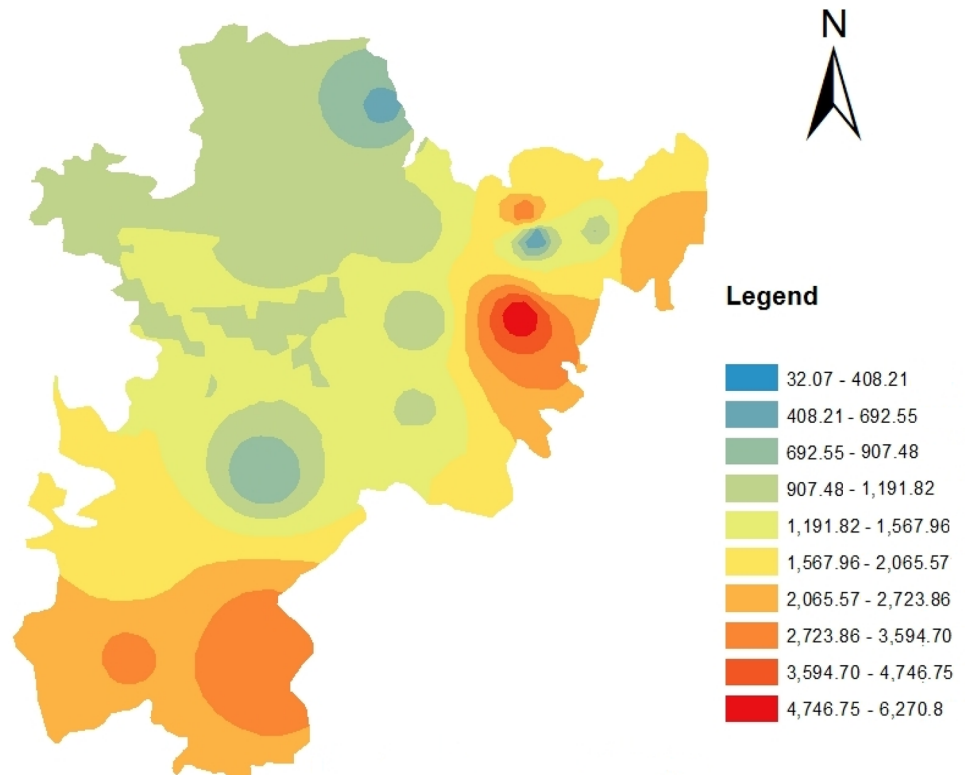 N
Legend
32.07 - 408.21
408.21 - 692.55
692.55 - 907.48
907.48 - 1,191.82
1,191.82 - 1,567.96
1,567.96 - 2,065.57
2,065.57 - 2,723.86
2,723.86 - 3,594.70
3,594.70 - 4,746.75
4,746.75 - 6,270.8